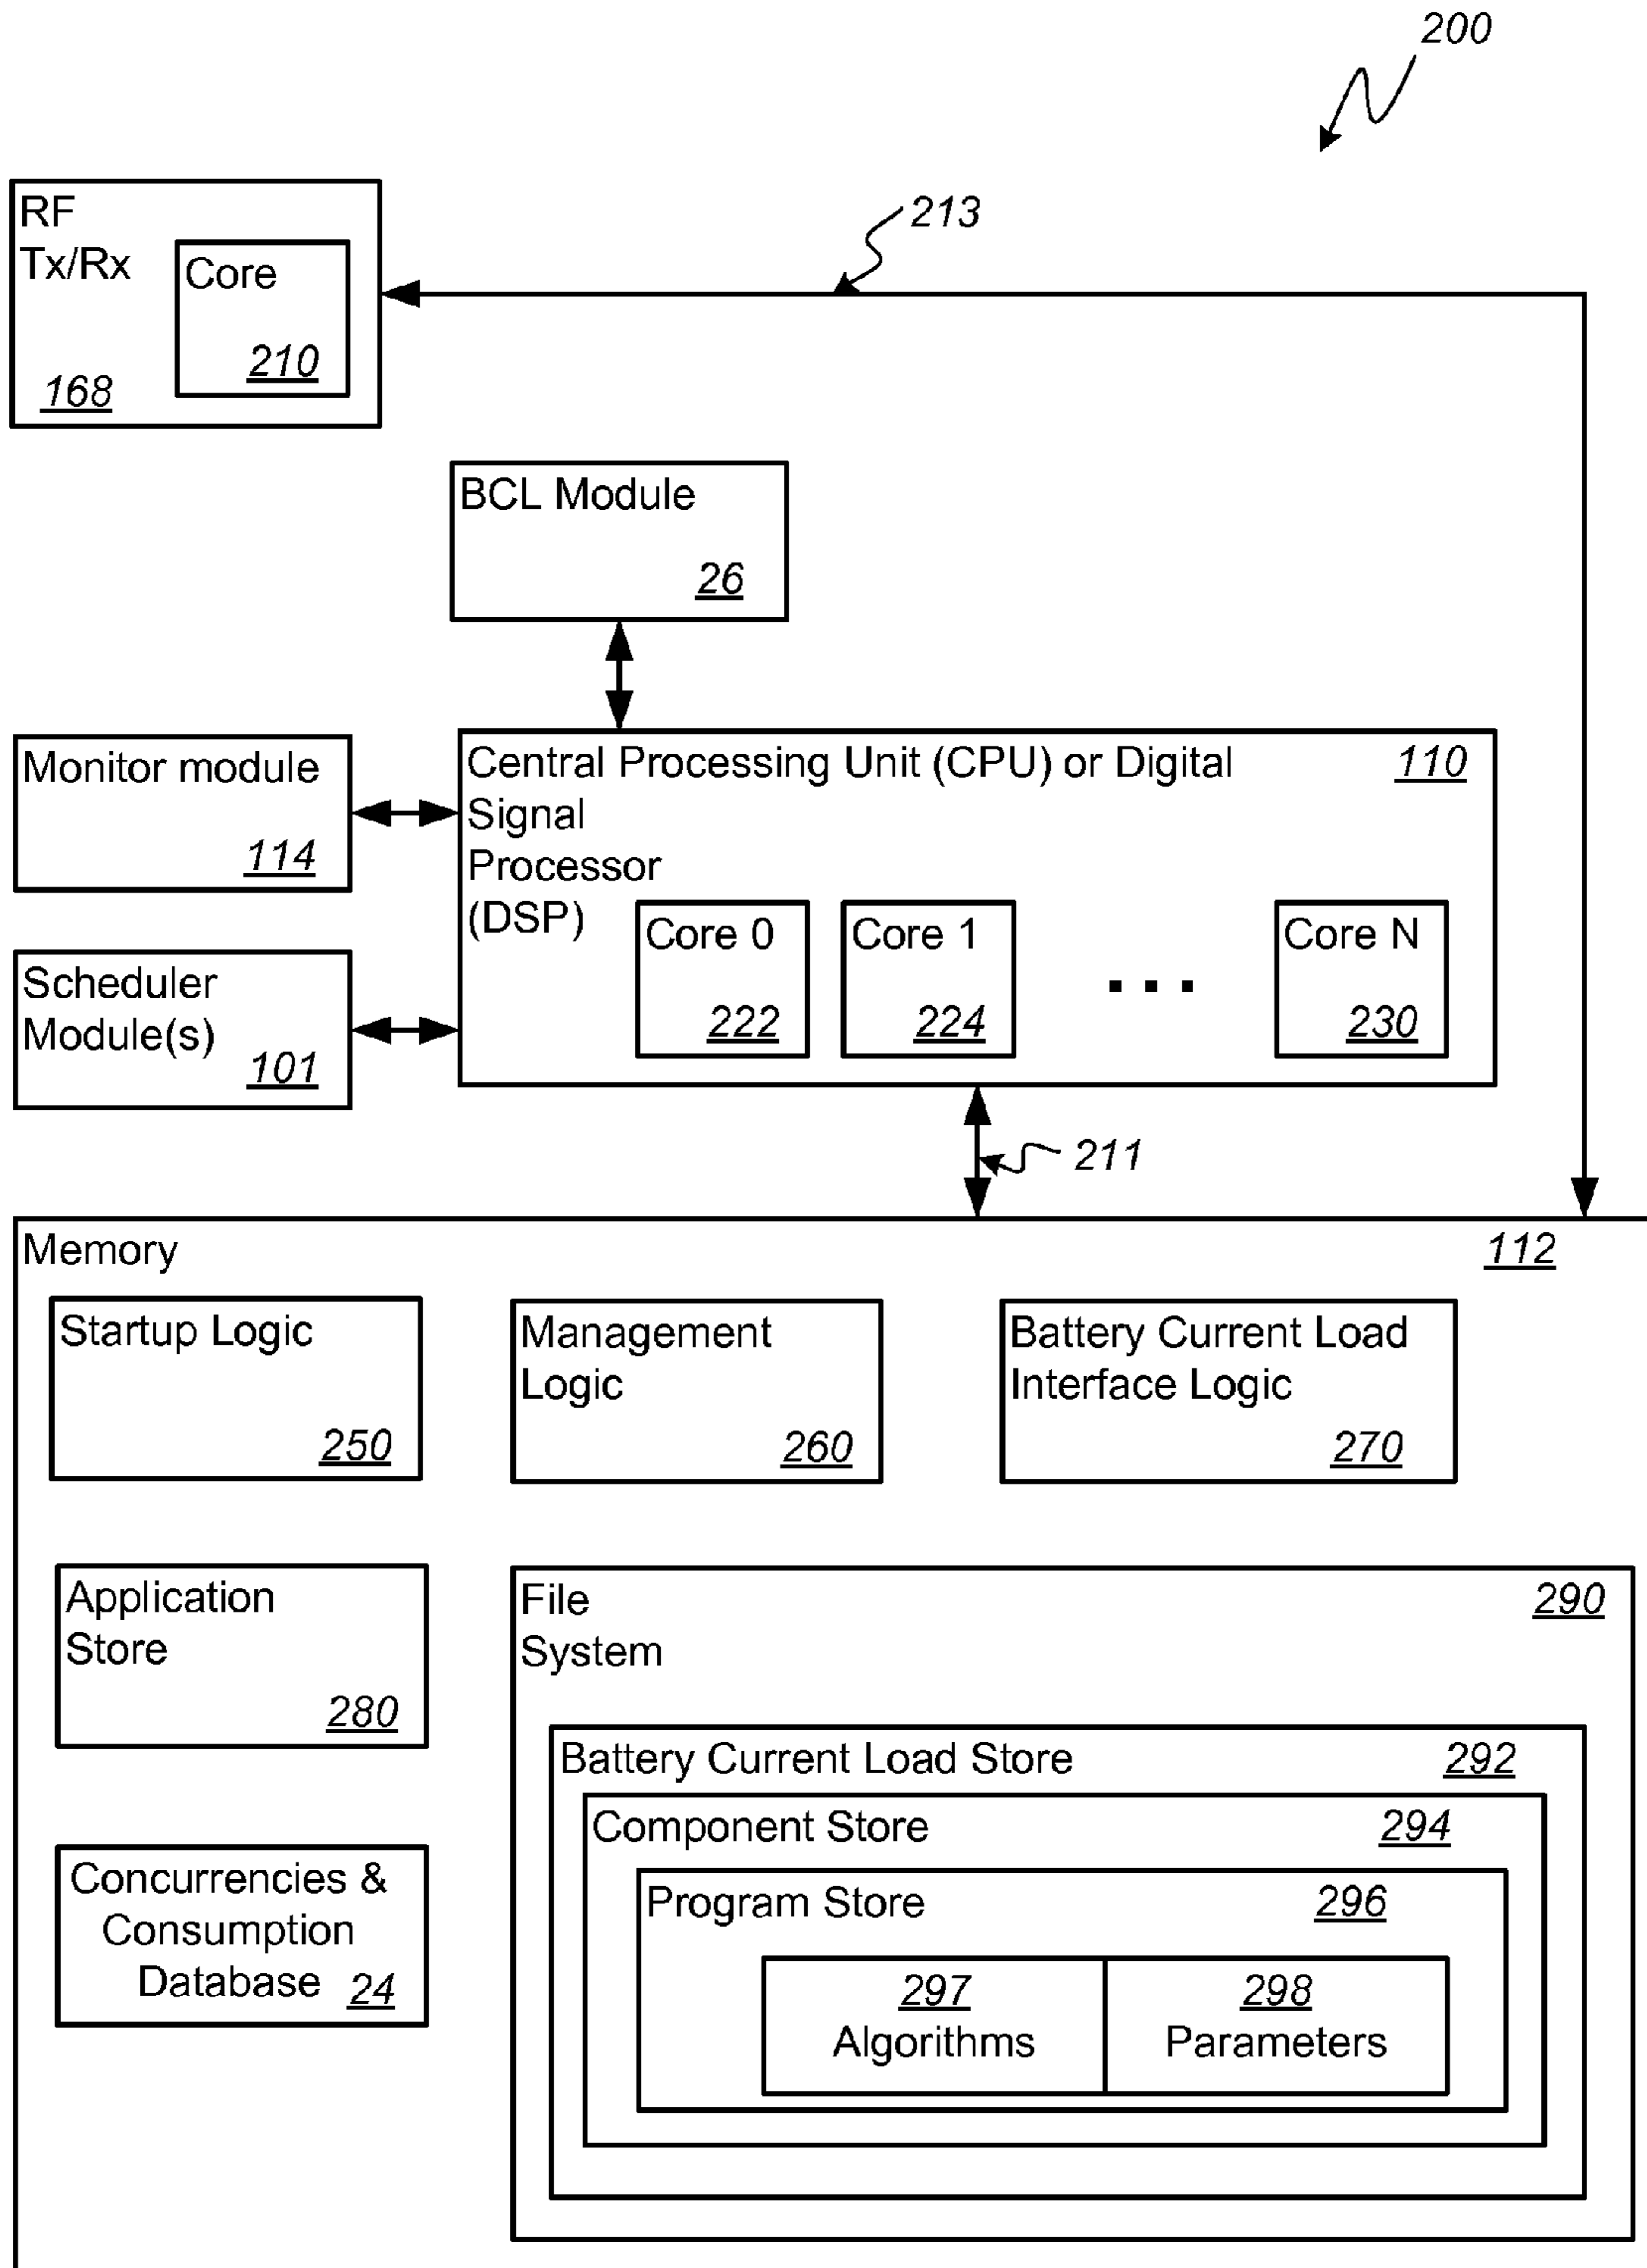 200
RF
Tx/Rx
Core
210
168
213
BCL Module
26
Monitor module
114
Scheduler
Module(s)
101
Central Processing Unit (CPU) or Digital
110
Signal
Processor
(DSP)
Core 0
222
Core 1
224
...
Core N
230
211
Memory
112
Startup Logic
250
Management
Logic
260
Battery Current Load
Interface Logic
270
Application
Store
280
File
System
290
Battery Current Load Store
292
Component Store
294
Program Store
296
297
Algorithms
298
Parameters
Concurrencies &
Consumption
Database 24